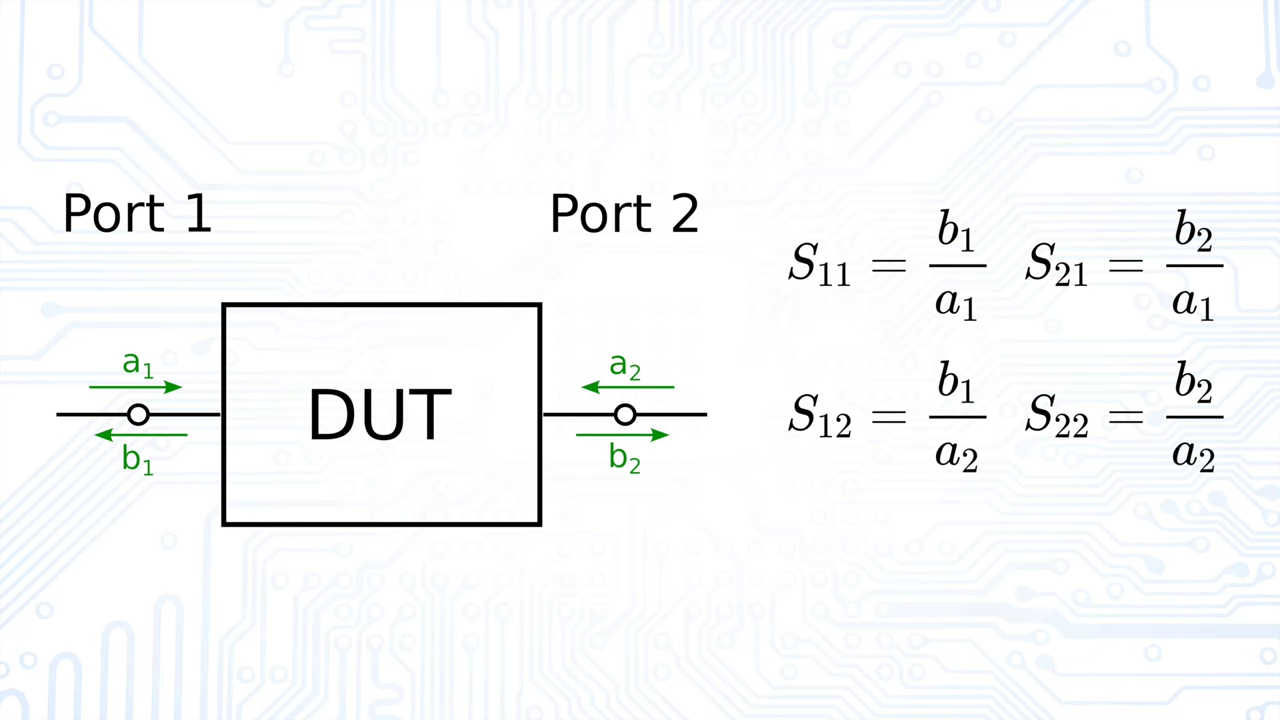 Port 1
Port 2
a₁
b₁
DUT
a₂
b₂
S₁₁ = b₁/a₁
S₂₁ = b₂/a₁
S₁₂ = b₁/a₂
S₂₂ = b₂/a₂